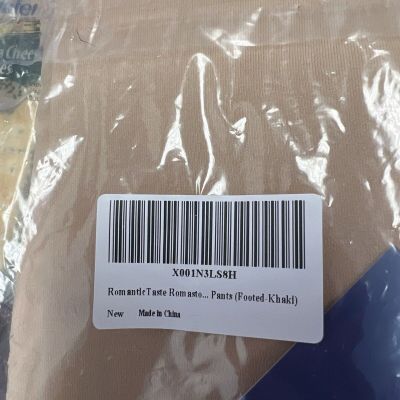 X001N3LS8H
RomanticTaste Romasto... Pants (Footed-Khaki)
New Made in China